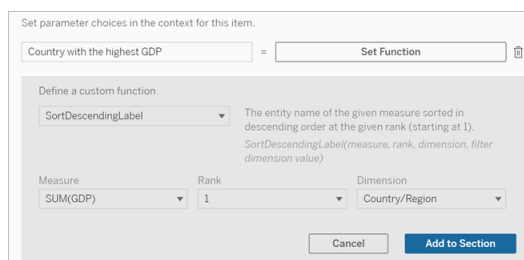 Set parameter choices in the context for this item.
Country with the highest GDP = Set Function
Define a custom function
SortDescendingLabel
The entity name of the given measure sorted in
descending order at the given rank (starting at 1).
SortDescendingLabel(measure, rank, dimension, filter
dimension value)
Measure Rank Dimension
SUM(GDP) 1 Country/Region
Cancel Add to Section